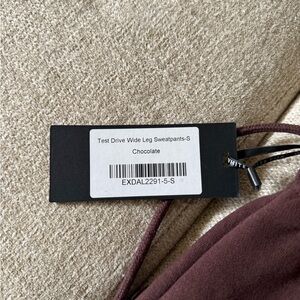 Test Drive Wide Leg Sweatpants-S
Chocolate
EXDAL2291-5-S